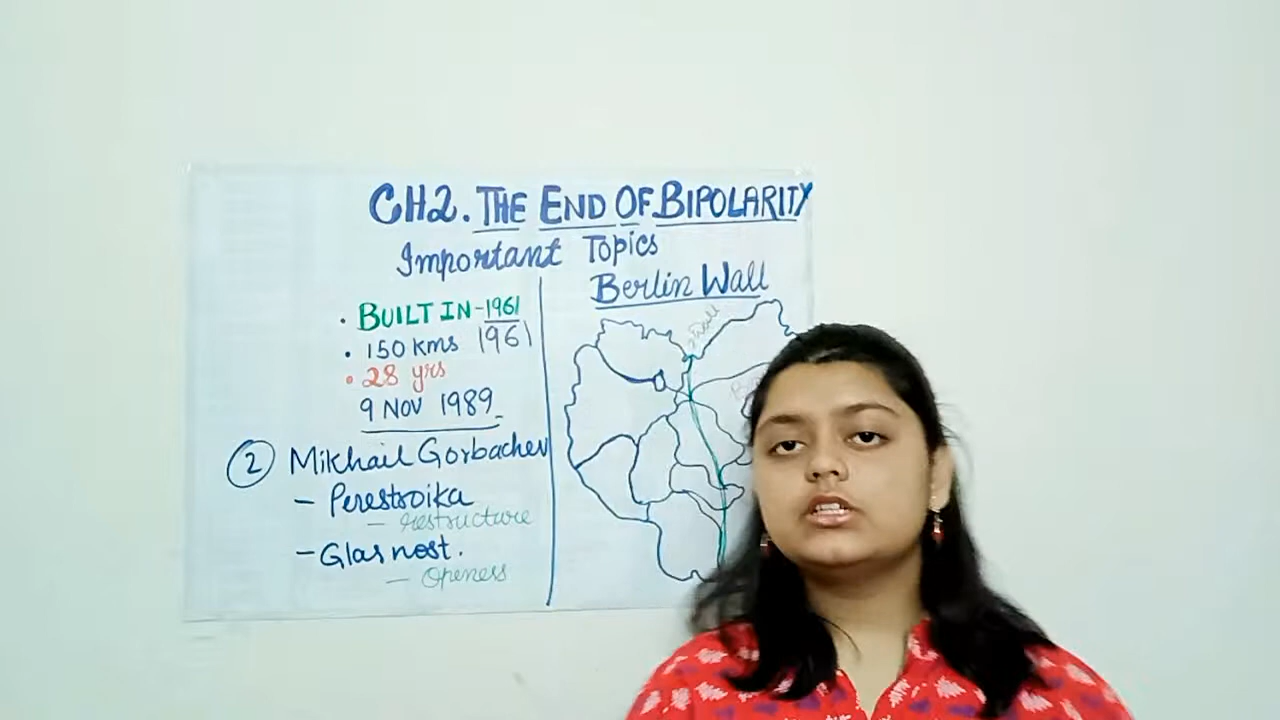 CH2. THE END OF BIPOLARITY
Important Topics
Berlin Wall
• BUILT IN - 1961
• 150 kms 1961
• 28 yrs
9 NOV 1989
② Mikhail Gorbachev
- Perestroika
- restructure
- Glasnost.
- Openess
Wall